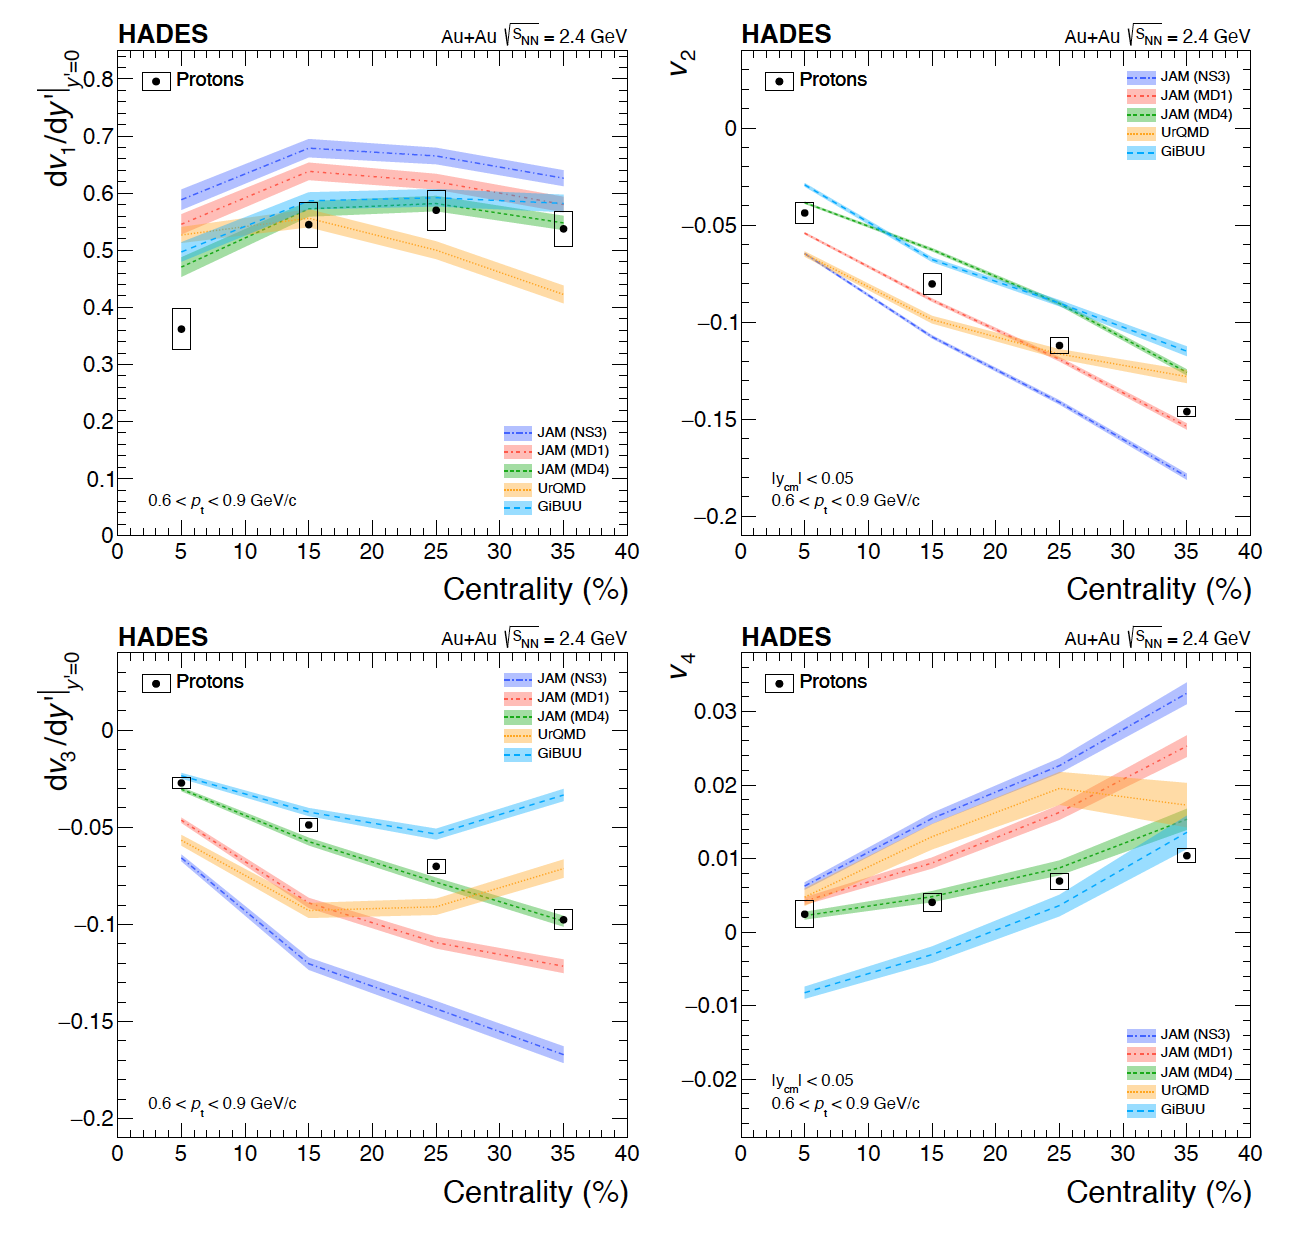 HADES
Au+Au √sNN = 2.4 GeV
dv1/dy'|y'=0
Protons
0.8
0.7
0.6
0.5
0.4
0.3
0.2
0.1
0
JAM (NS3)
JAM (MD1)
JAM (MD4)
UrQMD
GiBUU
0.6 < pt < 0.9 GeV/c
0 5 10 15 20 25 30 35 40
Centrality (%)
HADES
Au+Au √sNN = 2.4 GeV
v2
Protons
JAM (NS3)
JAM (MD1)
JAM (MD4)
UrQMD
GiBUU
0
−0.05
−0.1
−0.15
−0.2
|ycm| < 0.05
0.6 < pt < 0.9 GeV/c
0 5 10 15 20 25 30 35 40
Centrality (%)
HADES
Au+Au √sNN = 2.4 GeV
dv3/dy'|y'=0
Protons
JAM (NS3)
JAM (MD1)
JAM (MD4)
UrQMD
GiBUU
0
−0.05
−0.1
−0.15
−0.2
0.6 < pt < 0.9 GeV/c
0 5 10 15 20 25 30 35 40
Centrality (%)
HADES
Au+Au √sNN = 2.4 GeV
v4
Protons
0.03
0.02
0.01
0
−0.01
−0.02
JAM (NS3)
JAM (MD1)
JAM (MD4)
UrQMD
GiBUU
|ycm| < 0.05
0.6 < pt < 0.9 GeV/c
0 5 10 15 20 25 30 35 40
Centrality (%)